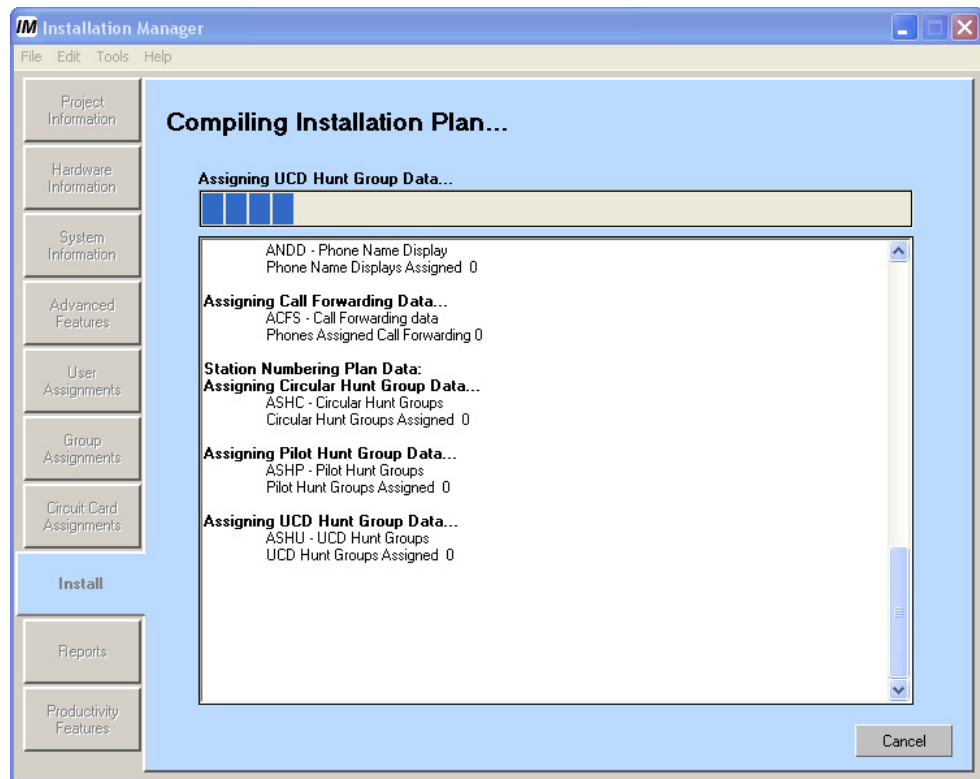 IM Installation Manager
File Edit Tools Help
Project
Information
Hardware
Information
System
Information
Advanced
Features
User
Assignments
Group
Assignments
Circuit Card
Assignments
Install
Reports
Productivity
Features
Compiling Installation Plan...
Assigning UCD Hunt Group Data...
ANDD - Phone Name Display
Phone Name Displays Assigned 0
Assigning Call Forwarding Data...
ACFS - Call Forwarding data
Phones Assigned Call Forwarding 0
Station Numbering Plan Data:
Assigning Circular Hunt Group Data...
ASHC - Circular Hunt Groups
Circular Hunt Groups Assigned 0
Assigning Pilot Hunt Group Data...
ASHP - Pilot Hunt Groups
Pilot Hunt Groups Assigned 0
Assigning UCD Hunt Group Data...
ASHU - UCD Hunt Groups
UCD Hunt Groups Assigned 0
Cancel